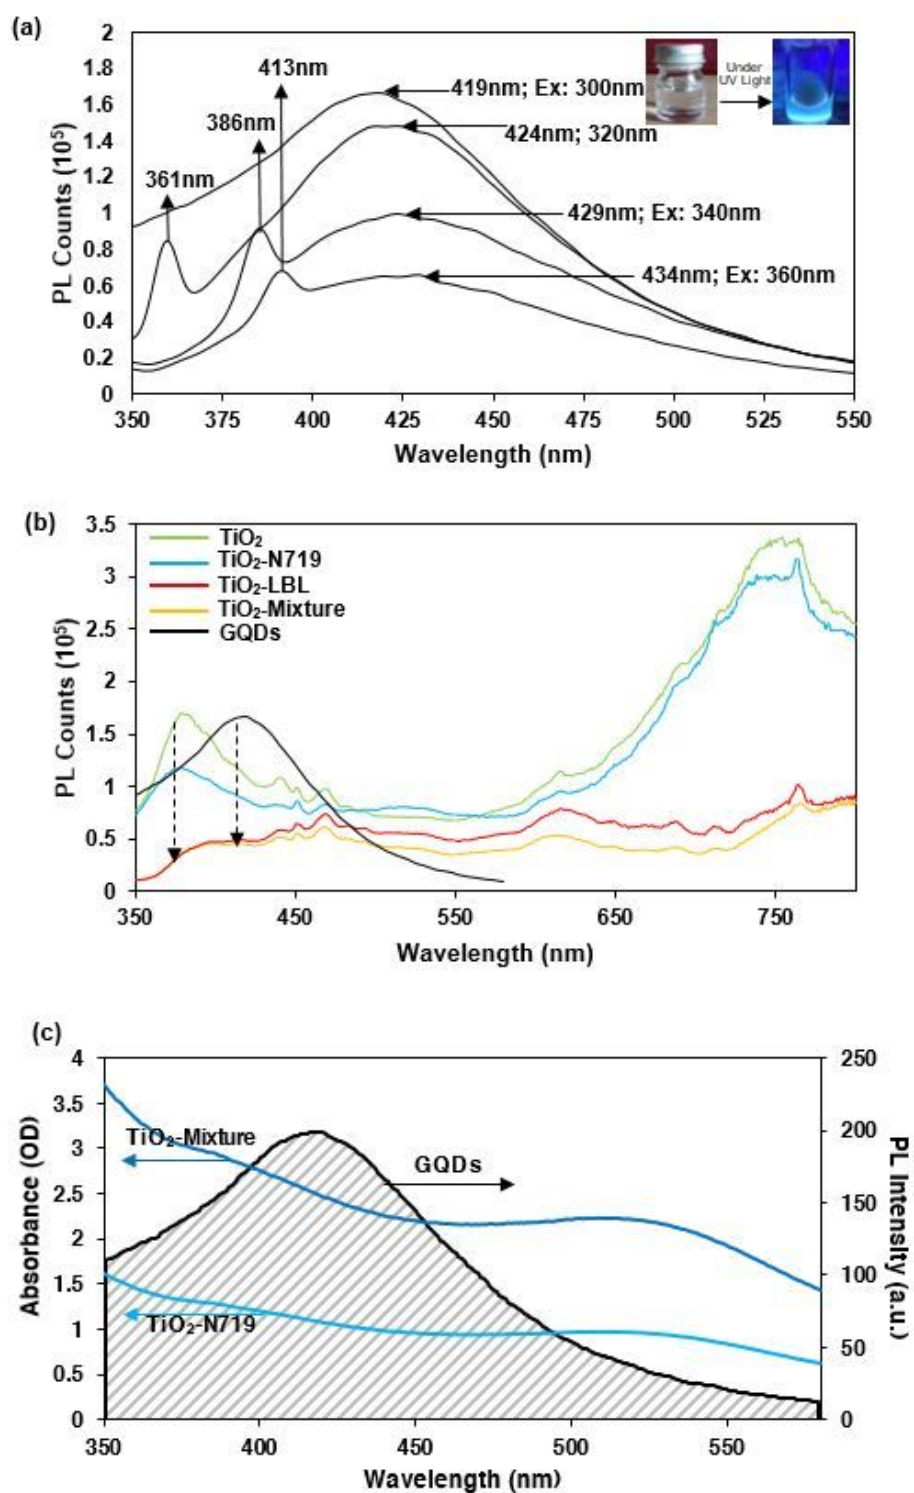 (a)
2
1.8
1.6
1.4
1.2
1
0.8
0.6
0.4
0.2
0
PL Counts (10⁵)
361nm
386nm
413nm
419nm; Ex: 300nm
424nm; 320nm
429nm; Ex: 340nm
434nm; Ex: 360nm
Under
UV Light
350 375 400 425 450 475 500 525 550
Wavelength (nm)
(b)
3.5
3
2.5
2
1.5
1
0.5
0
PL Counts (10⁵)
TiO₂
TiO₂-N719
TiO₂-LBL
TiO₂-Mixture
GQDs
350 450 550 650 750
Wavelength (nm)
(c)
4
3.5
3
2.5
2
1.5
1
0.5
0
Absorbance (OD)
TiO₂-Mixture
GQDs
TiO₂-N719
250
200
150
100
50
0
PL Intensity (a.u.)
350 400 450 500 550
Wavelength (nm)